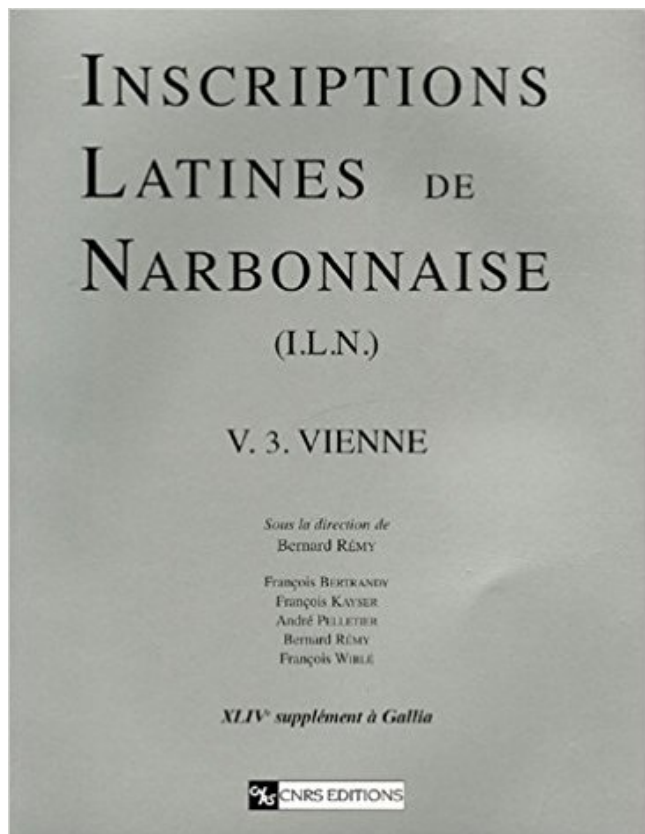 INSCRIPTIONS
LATINES DE
NARBONNAISE
(I.L.N.)
V. 3. VIENNE
Sous la direction de
Bernard RÉMY
François BERTRANDY
François KAYSER
André PELLETIER
Bernard RÉMY
François WIBLÉ
XLIVe supplément à Gallia
CNRS EDITIONS